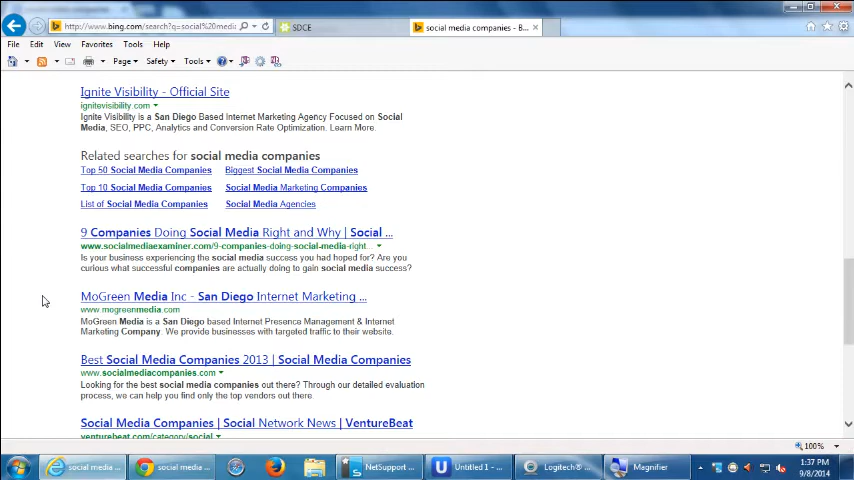 http://www.bing.com/search?q=social%20medi
SDCE
social media companies - B...
File Edit View Favorites Tools Help
Page Safety Tools
Ignite Visibility - Official Site
ignitevisibility.com
Ignite Visibility is a San Diego Based Internet Marketing Agency Focused on Social
Media, SEO, PPC, Analytics and Conversion Rate Optimization. Learn More.
Related searches for social media companies
Top 50 Social Media Companies Biggest Social Media Companies
Top 10 Social Media Companies Social Media Marketing Companies
List of Social Media Companies Social Media Agencies
9 Companies Doing Social Media Right and Why | Social ...
www.socialmediaexaminer.com/9-companies-doing-social-media-right...
Is your business experiencing the social media success you had hoped for? Are you
curious what successful companies are actually doing to gain social media success?
MoGreen Media Inc - San Diego Internet Marketing ...
www.mogreenmedia.com
MoGreen Media is a San Diego based Internet Presence Management & Internet
Marketing Company. We provide businesses with targeted traffic to their website.
Best Social Media Companies 2013 | Social Media Companies
www.socialmediacompanies.com
Looking for the best social media companies out there? Through our detailed evaluation
process, we can help you find only the top vendors out there
Social Media Companies | Social Network News | VentureBeat
venturebeat.com/category/social
100%
social media ... social media ... NetSupport ... Untitled 1 - ... Logitech® ... Magnifier
1:37 PM
9/8/2014